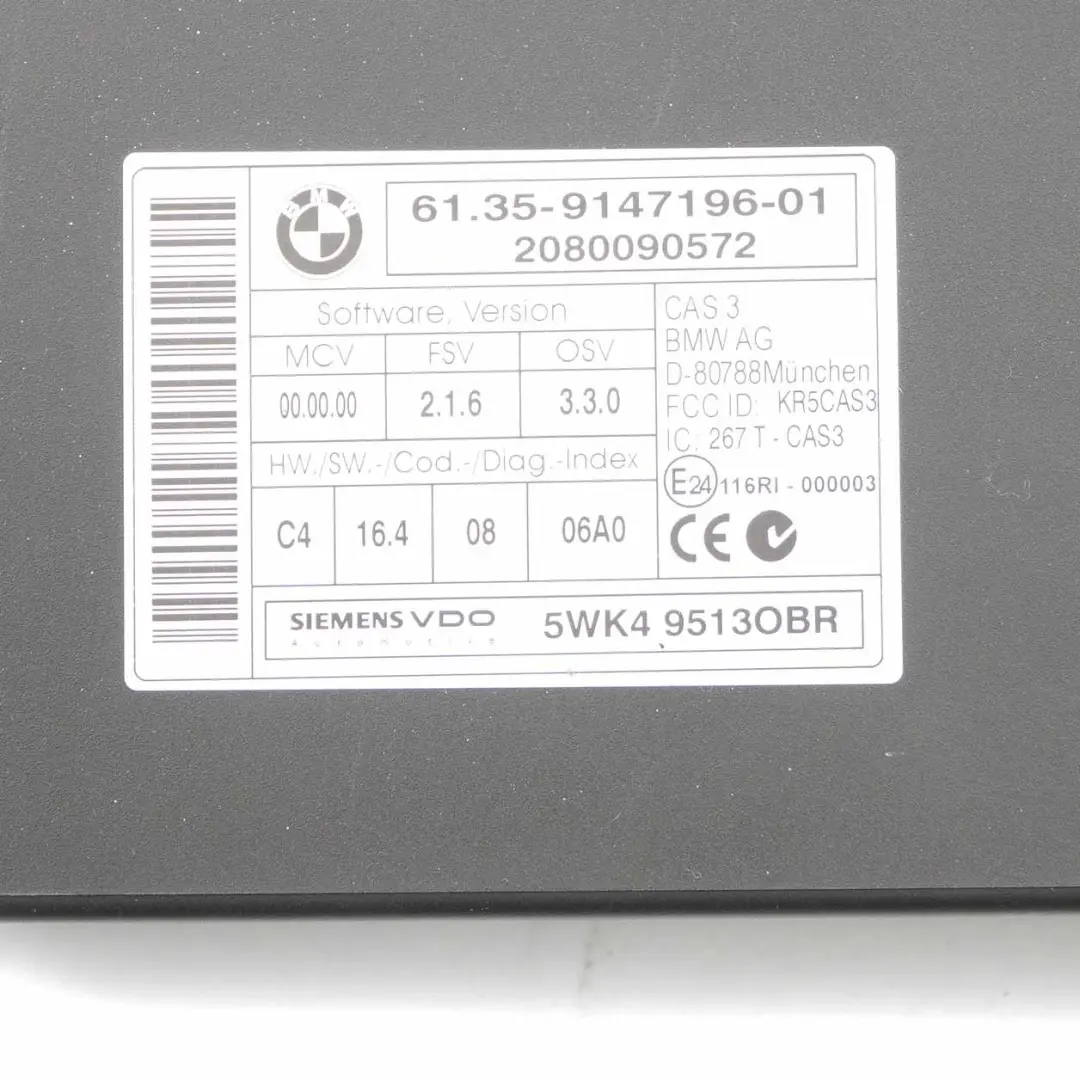 BMW
61.35-9147196-01
2080090572
Software, Version
MCV FSV OSV
00.00.00 2.1.6 3.3.0
HW./SW.-/Cod.-/Diag.-Index
C4 16.4 08 06A0
CAS 3
BMW AG
D-80788München
FCC ID: KR5CAS3
IC: 267 T - CAS3
E24 116RI - 000003
CE
SIEMENS VDO
Automotive
5WK4 9513OBR